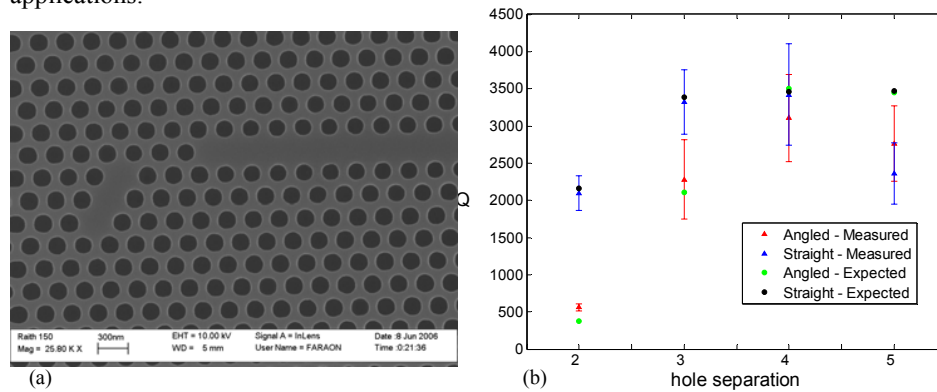 applications.
Raith 150
300nm
EHT = 10.00 kV
Signal A = InLens
Date :8 Jun 2006
Mag = 25.80 K X
WD = 5 mm
User Name = FARAON
Time :0:21:36
(a)
4500
4000
3500
3000
2500
2000
1500
1000
500
0
Q
2
3
4
5
hole separation
Angled - Measured
Straight - Measured
Angled - Expected
Straight - Expected
(b)